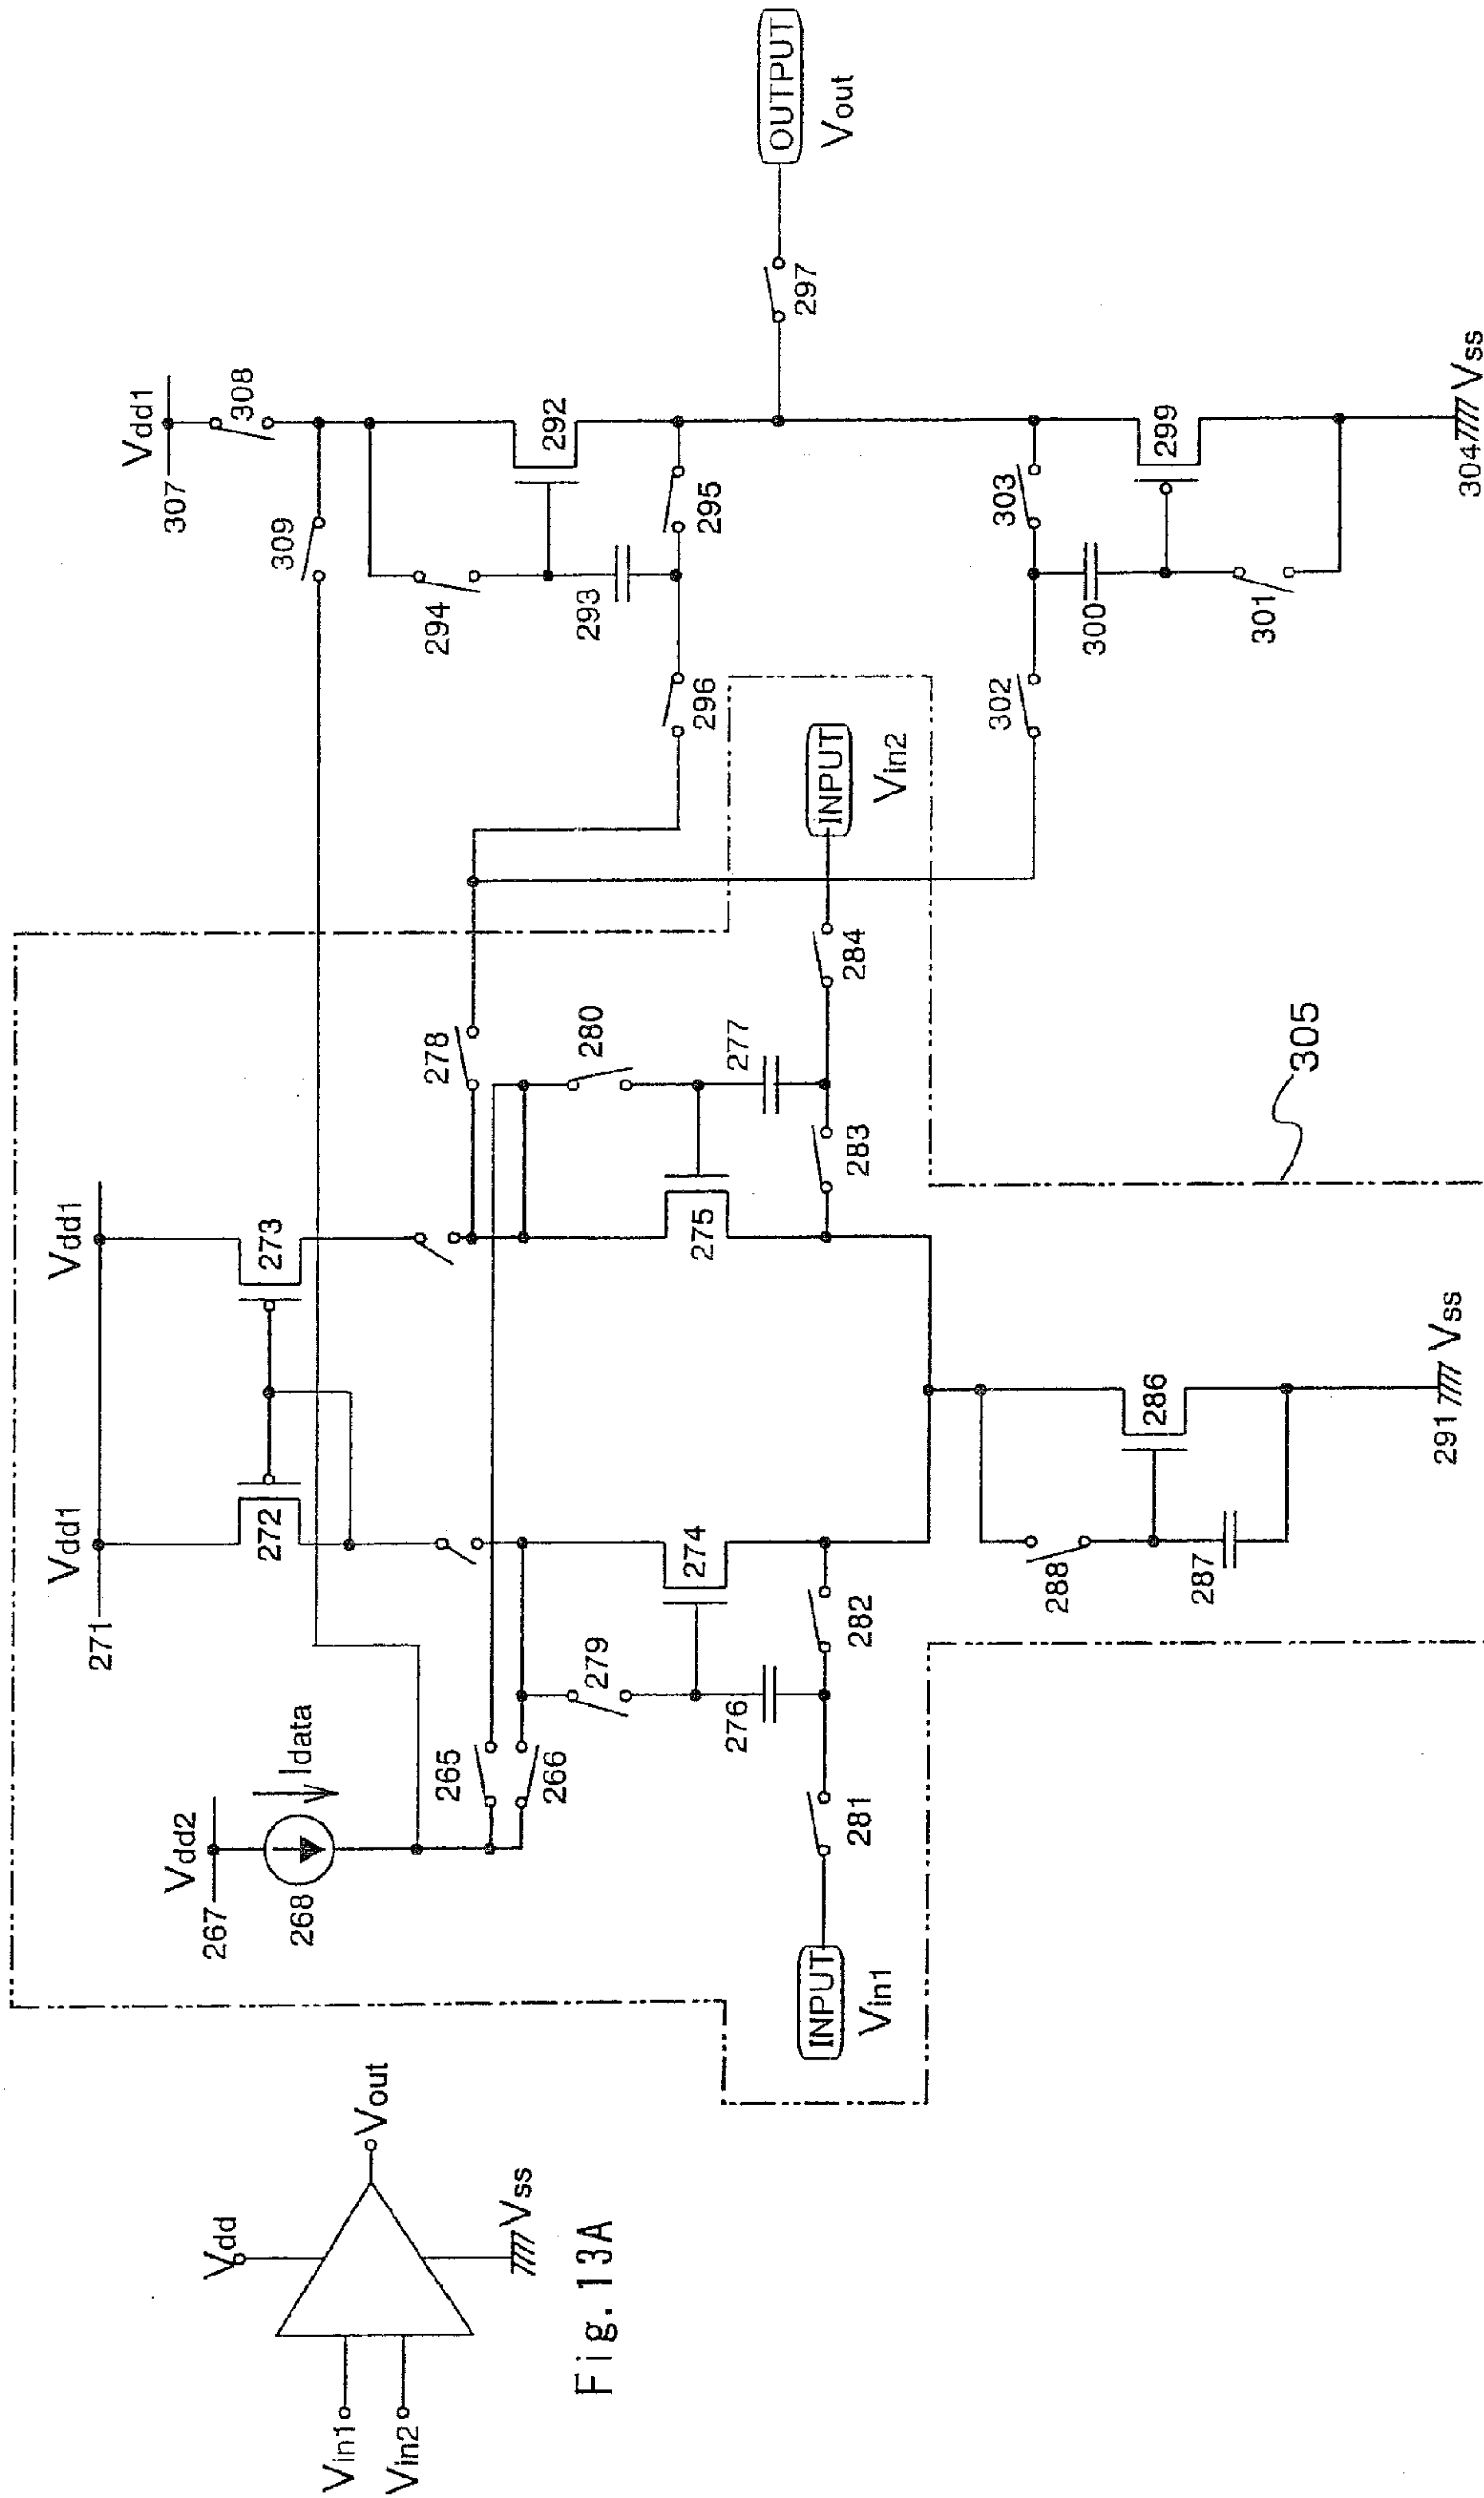 Vdd
Vin1
Vin2
Vout
Vss
Fig. 13A
Vdd2
267
268
Idata
271
Vdd1
Vdd1
272
273
265
266
279
274
276
281
282
INPUT
Vin1
278
280
277
275
283
284
INPUT
Vin2
288
287
286
291
Vss
305
Vdd1
307
308
309
294
292
293
295
296
297
OUTPUT
Vout
302
303
300
299
301
304
Vss